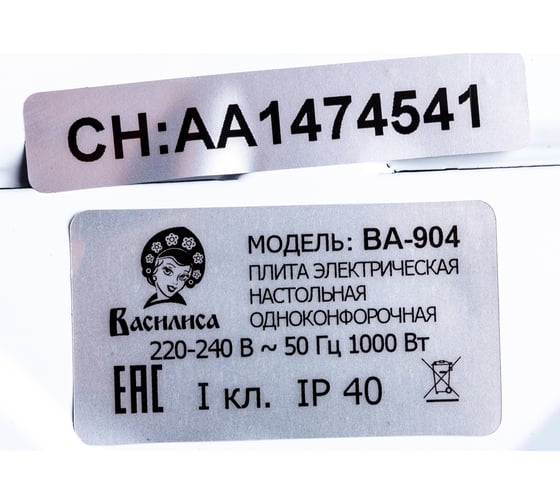 СН:АА1474541
МОДЕЛЬ: ВА-904
ПЛИТА ЭЛЕКТРИЧЕСКАЯ
НАСТОЛЬНАЯ
ОДНОКОНФОРОЧНАЯ
Василиса
220-240 В ~ 50 Гц 1000 Вт
ЕАС I кл. IP 40